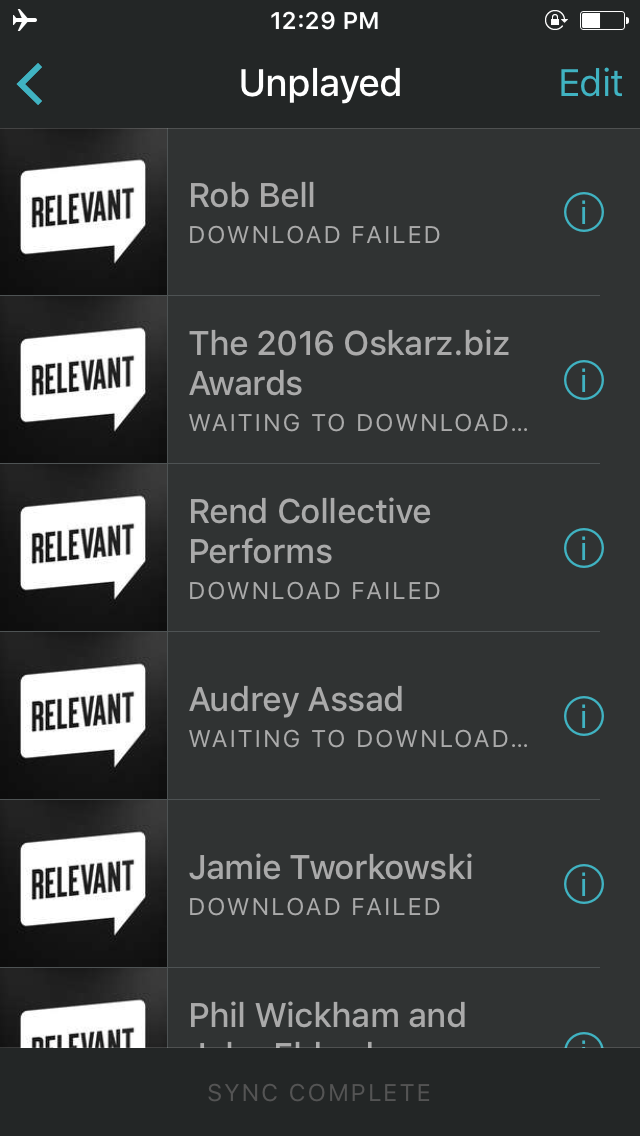 12:29 PM
Unplayed
Edit
RELEVANT
Rob Bell
DOWNLOAD FAILED
RELEVANT
The 2016 Oskarz.biz
Awards
WAITING TO DOWNLOAD...
RELEVANT
Rend Collective
Performs
DOWNLOAD FAILED
RELEVANT
Audrey Assad
WAITING TO DOWNLOAD...
RELEVANT
Jamie Tworkowski
DOWNLOAD FAILED
RELEVANT
Phil Wickham and
SYNC COMPLETE